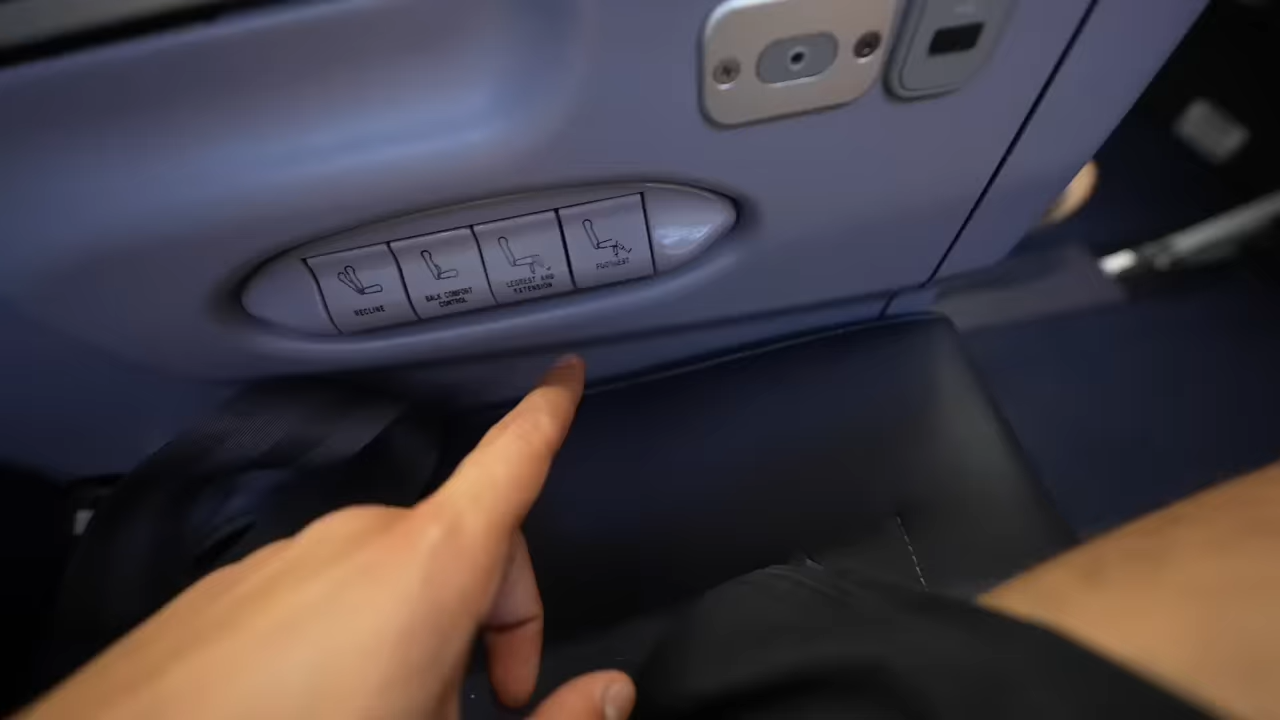 RECLINE
BACK COMFORT
CONTROL
LEGREST AND
EXTENSION
FOOTREST